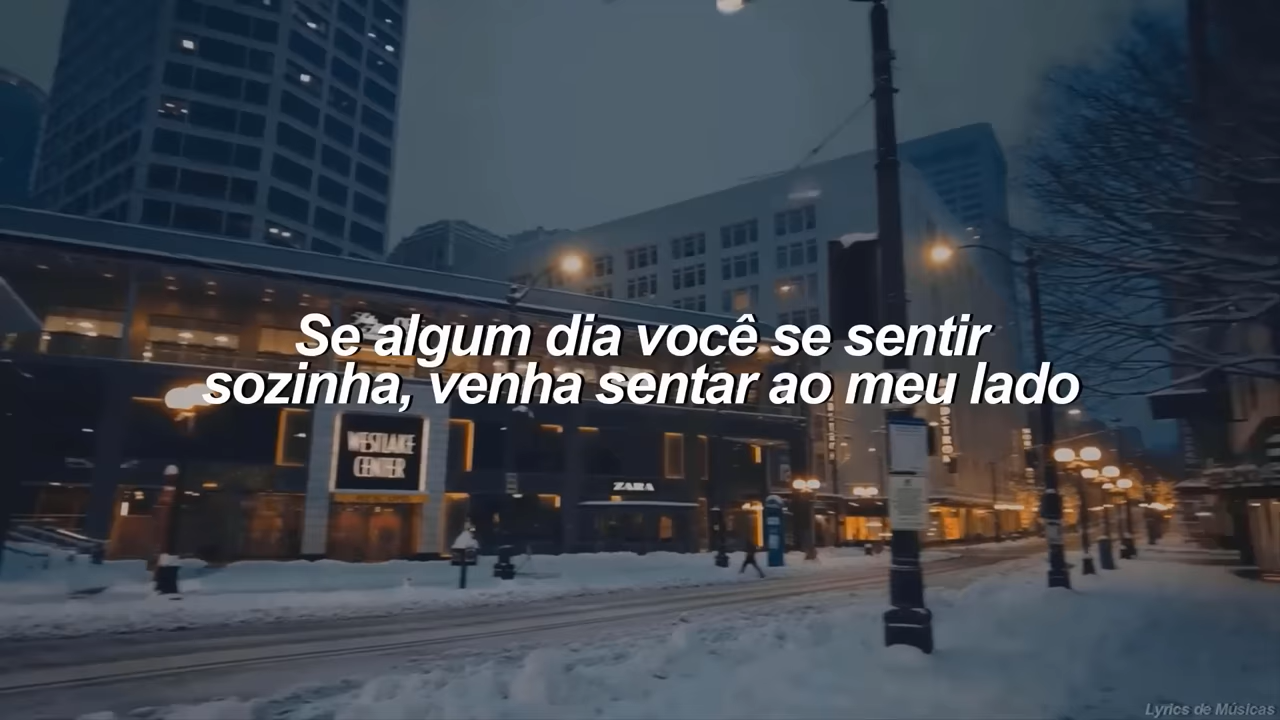 Se algum dia você se sentir
sozinha, venha sentar ao meu lado
WESTLAKE
CENTER
ZARA
Lyrics de Músicas